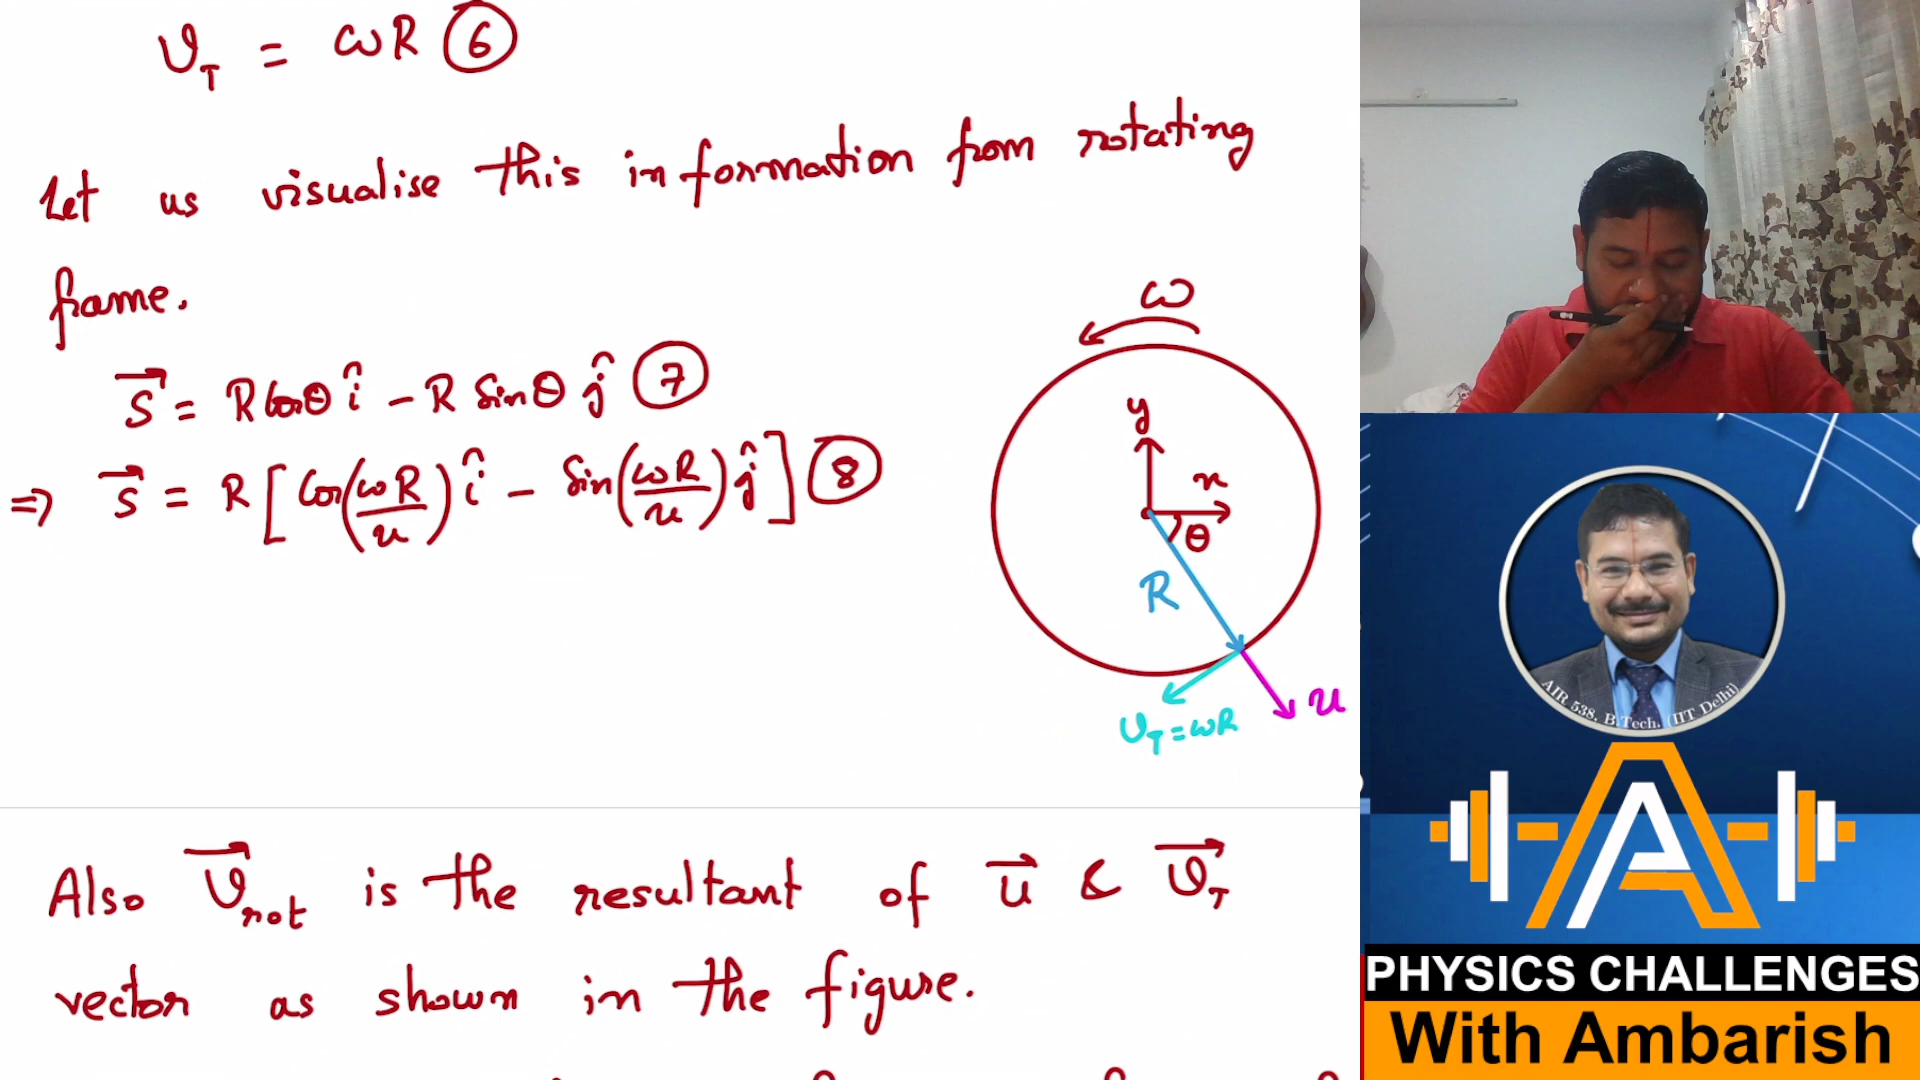 v_T = ωR ⑥
Let us visualise this information from rotating
frame.
S⃗ = R cosθ î − R sinθ ĵ ⑦
⇒ S⃗ = R [ cos(ωR/u) î − sin(ωR/u) ĵ ] ⑧
ω
y
x
θ
R
u
v_T = ωR
Also v⃗_rot is the resultant of u⃗ & v⃗_T
vector as shown in the figure.
AIR 538, B.Tech. (IIT Delhi)
A
PHYSICS CHALLENGES
With Ambarish